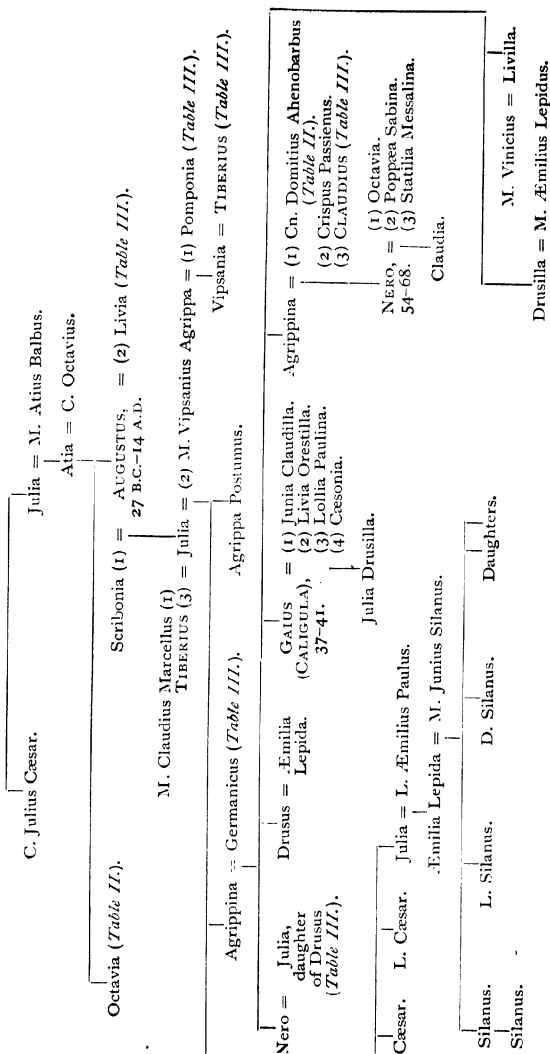 C. Julius Cæsar.
Julia = M. Atius Balbus.
Atia = C. Octavius.
Octavia (Table II.).
Scribonia (1) = AUGUSTUS, = (2) Livia (Table III.).
27 B.C.–14 A.D.
M. Claudius Marcellus (1)
TIBERIUS (3) = Julia = (2) M. Vipsanius Agrippa = (1) Pomponia (Table III.).
Vipsania = TIBERIUS (Table III.).
Agrippina = Germanicus (Table III.).
Agrippa Postumus.
Nero = Julia,
daughter
of Drusus
(Table III.).
Drusus = Æmilia
Lepida.
GAIUS = (1) Junia Claudilla.
(CALIGULA), (2) Livia Orestilla.
37–41. (3) Lollia Paulina.
(4) Cæsonia.
Julia Drusilla.
Agrippina = (1) Cn. Domitius Ahenobarbus
(Table II.).
(2) Crispus Passienus.
(3) CLAUDIUS (Table III.).
NERO, = (1) Octavia.
54–68. (2) Poppæa Sabina.
(3) Statilia Messalina.
Claudia.
Cæsar.
L. Cæsar.
Julia = L. Æmilius Paulus.
Æmilia Lepida = M. Junius Silanus.
Silanus.
L. Silanus.
D. Silanus.
Daughters.
Silanus.
M. Vinicius = Livilla.
Drusilla = M. Æmilius Lepidus.